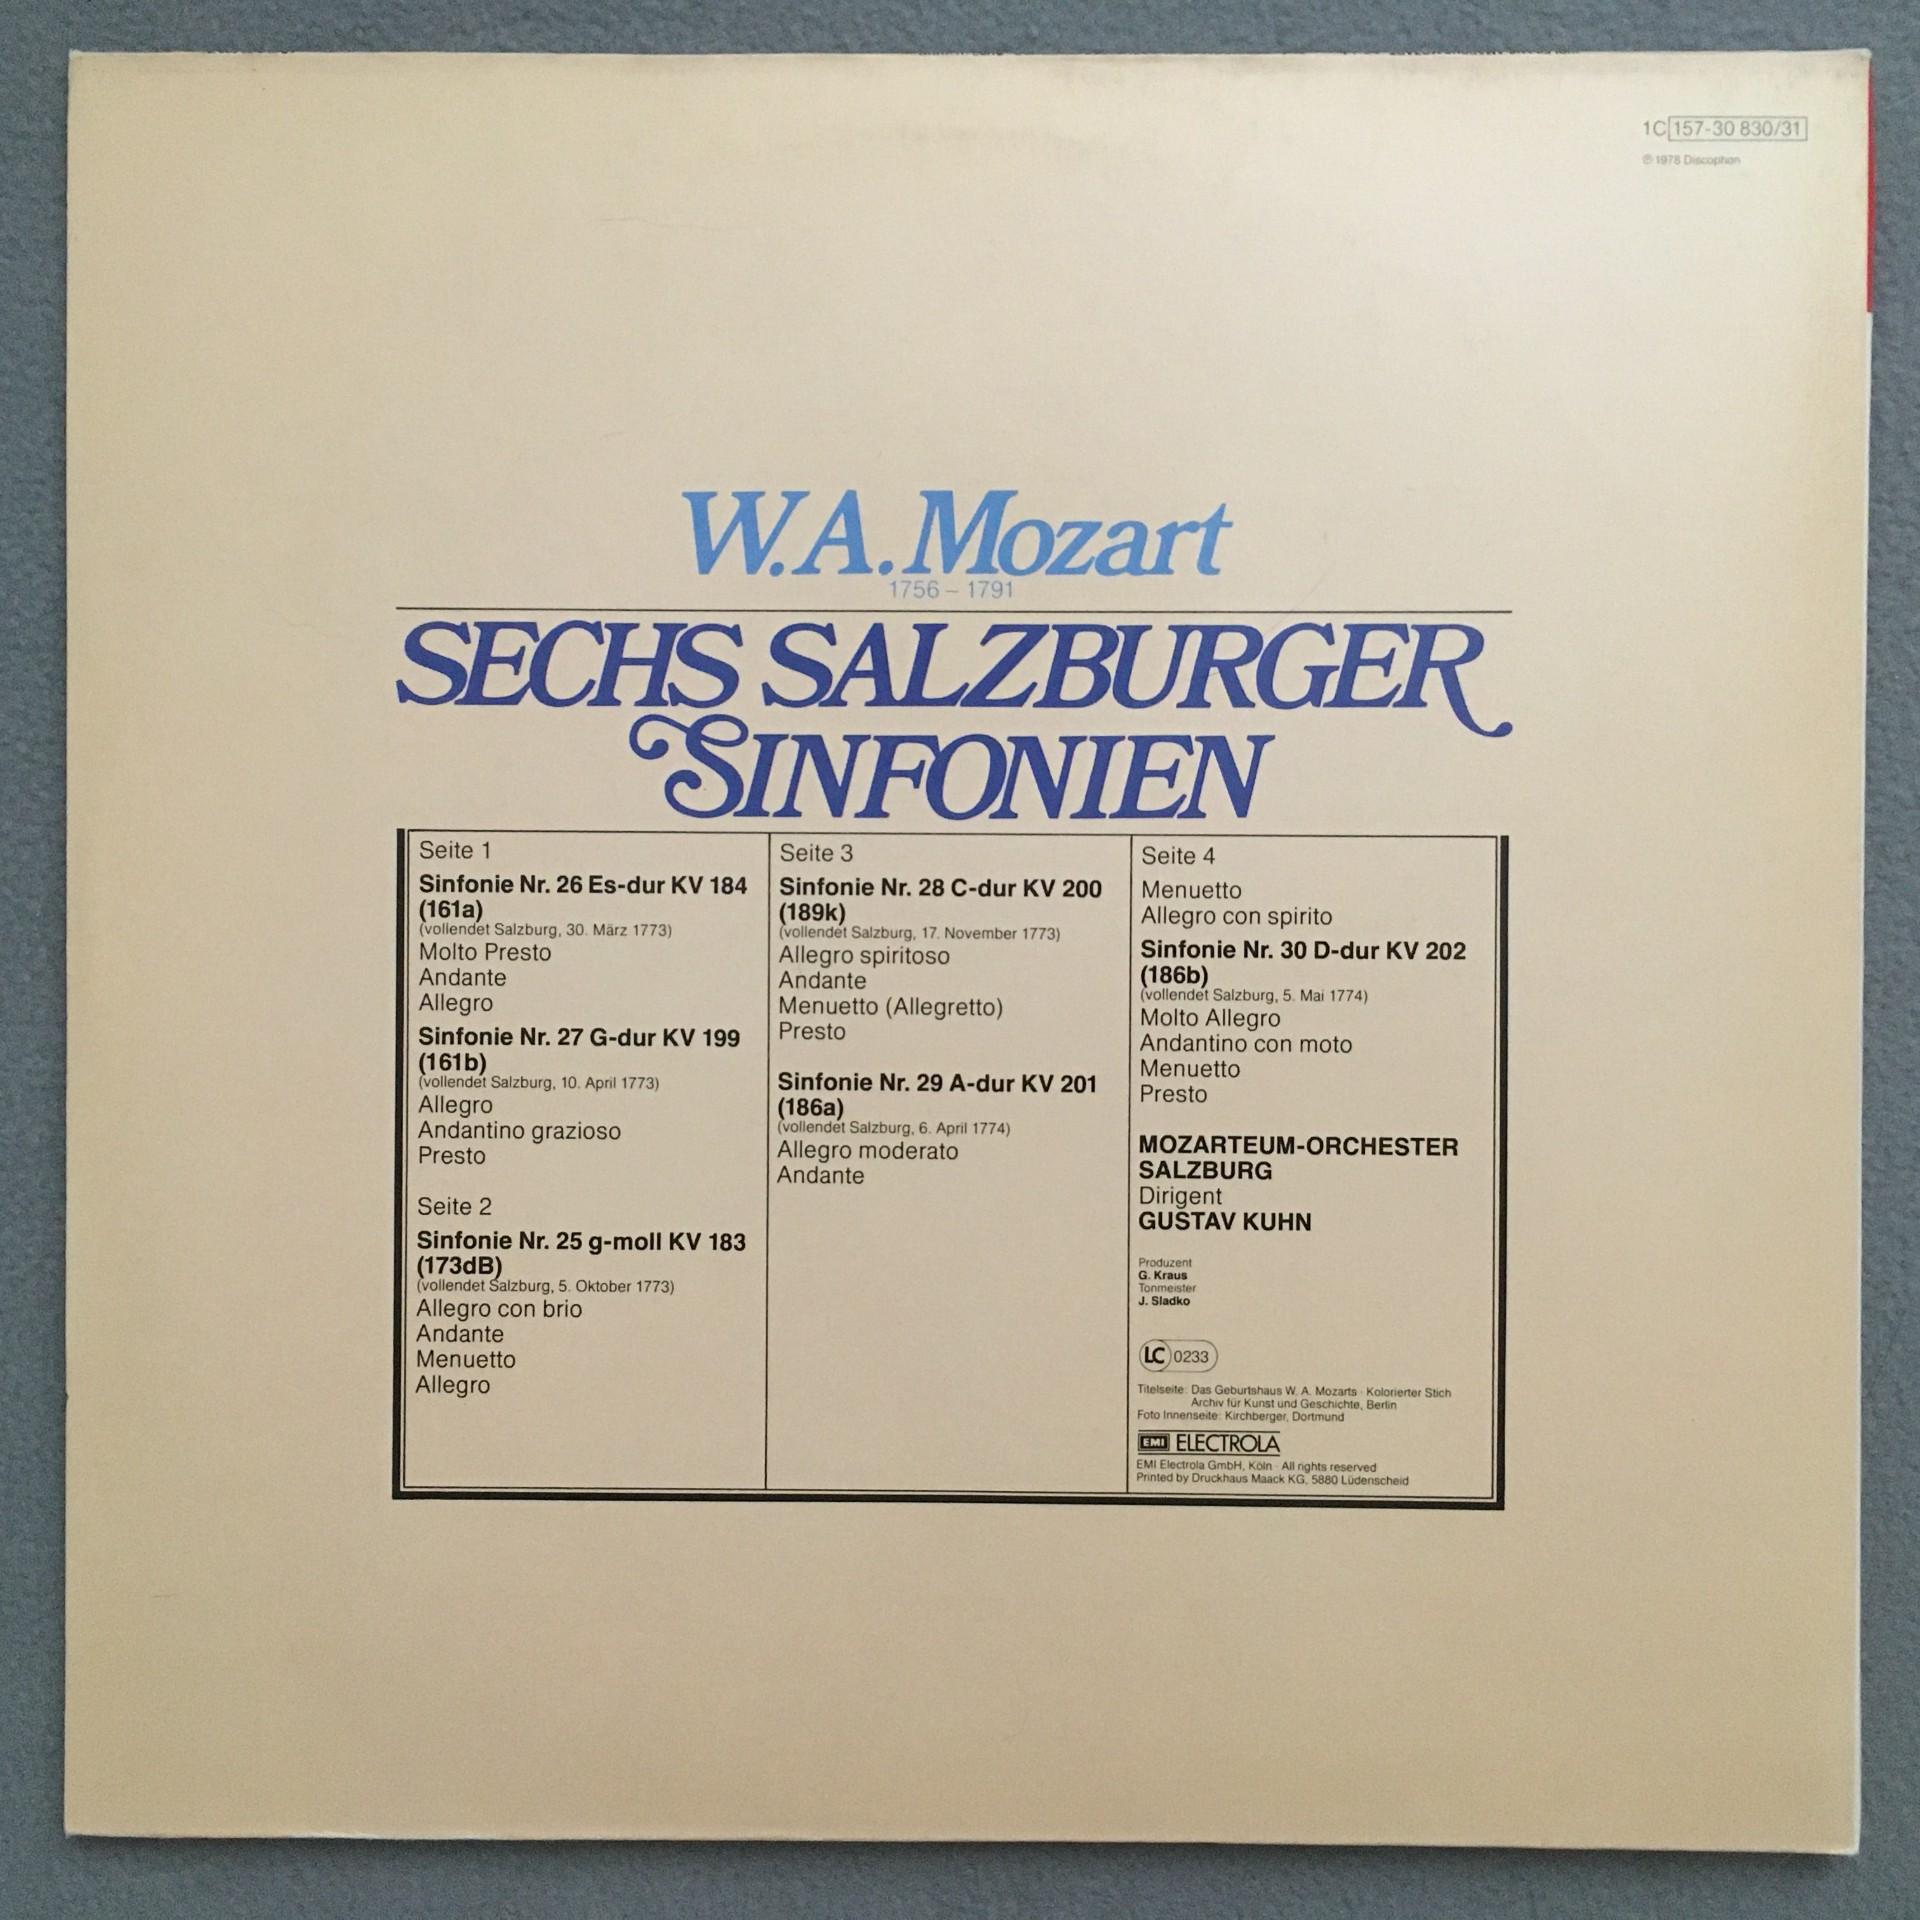 1C 157-30 830/31
℗ 1978 Discophon
W.A. Mozart
1756 – 1791
SECHS SALZBURGER
SINFONIEN
Seite 1
Sinfonie Nr. 26 Es-dur KV 184
(161a)
(vollendet Salzburg, 30. März 1773)
Molto Presto
Andante
Allegro
Sinfonie Nr. 27 G-dur KV 199
(161b)
(vollendet Salzburg, 10. April 1773)
Allegro
Andantino grazioso
Presto
Seite 2
Sinfonie Nr. 25 g-moll KV 183
(173dB)
(vollendet Salzburg, 5. Oktober 1773)
Allegro con brio
Andante
Menuetto
Allegro
Seite 3
Sinfonie Nr. 28 C-dur KV 200
(189k)
(vollendet Salzburg, 17. November 1773)
Allegro spiritoso
Andante
Menuetto (Allegretto)
Presto
Sinfonie Nr. 29 A-dur KV 201
(186a)
(vollendet Salzburg, 6. April 1774)
Allegro moderato
Andante
Seite 4
Menuetto
Allegro con spirito
Sinfonie Nr. 30 D-dur KV 202
(186b)
(vollendet Salzburg, 5. Mai 1774)
Molto Allegro
Andantino con moto
Menuetto
Presto
MOZARTEUM-ORCHESTER
SALZBURG
Dirigent
GUSTAV KUHN
Produzent
G. Kraus
Tonmeister
J. Sladko
LC 0233
Titelseite: Das Geburtshaus W. A. Mozarts · Kolorierter Stich
Archiv für Kunst und Geschichte, Berlin
Foto Innenseite: Kirchberger, Dortmund
EMI ELECTROLA
EMI Electrola GmbH, Köln · All rights reserved
Printed by Druckhaus Maack KG, 5880 Lüdenscheid